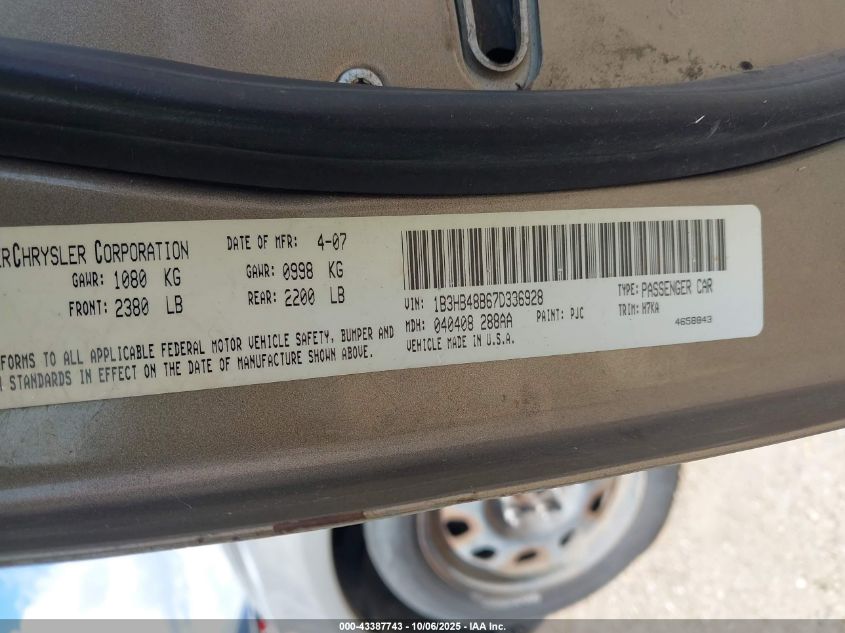 ERCHRYSLER CORPORATION
DATE OF MFR: 4-07
GAWR: 1080 KG
GAWR: 0998 KG
FRONT: 2380 LB
REAR: 2200 LB
FORMS TO ALL APPLICABLE FEDERAL MOTOR VEHICLE SAFETY, BUMPER AND
STANDARDS IN EFFECT ON THE DATE OF MANUFACTURE SHOWN ABOVE.
VIN: 1B3HB48B67D336928
TYPE: PASSENGER CAR
MDH: 040408 288AA
PAINT: PJC
TRIM: M7KA
VEHICLE MADE IN U.S.A.
4658843
000-43387743 - 10/06/2025 - IAA Inc.